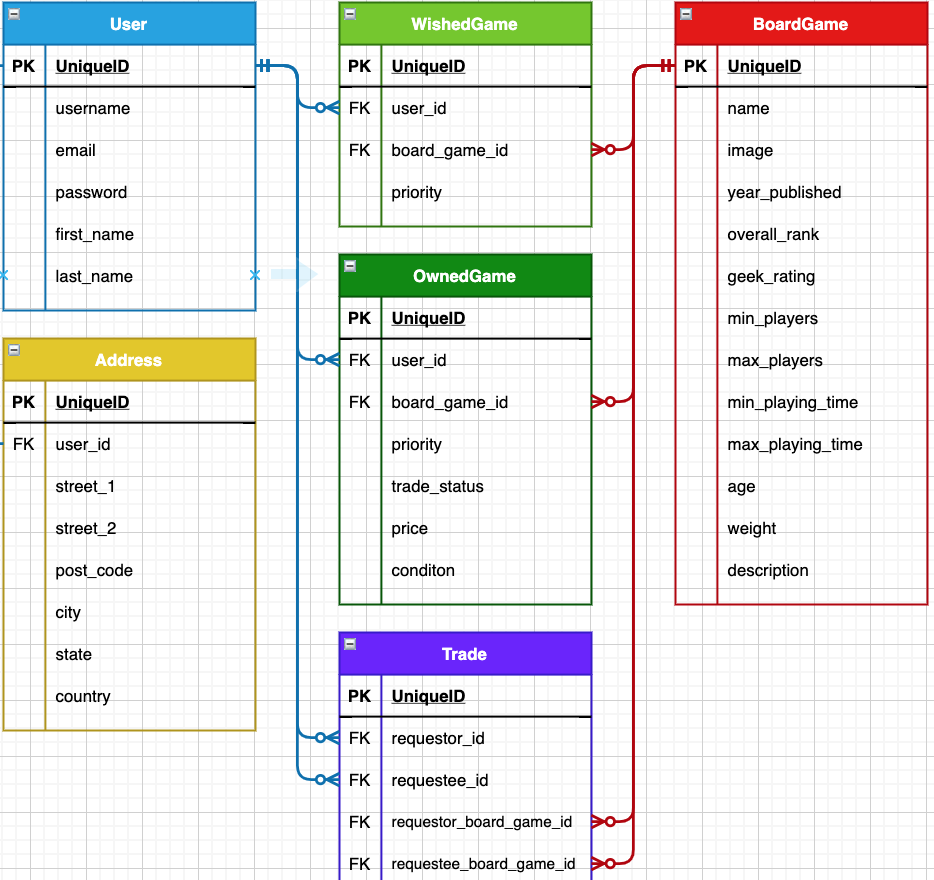 User
PK UniqueID
username
email
password
first_name
last_name
Address
PK UniqueID
FK user_id
street_1
street_2
post_code
city
state
country
WishedGame
PK UniqueID
FK user_id
FK board_game_id
priority
OwnedGame
PK UniqueID
FK user_id
FK board_game_id
priority
trade_status
price
conditon
Trade
PK UniqueID
FK requestor_id
FK requestee_id
FK requestor_board_game_id
FK requestee_board_game_id
BoardGame
PK UniqueID
name
image
year_published
overall_rank
geek_rating
min_players
max_players
min_playing_time
max_playing_time
age
weight
description